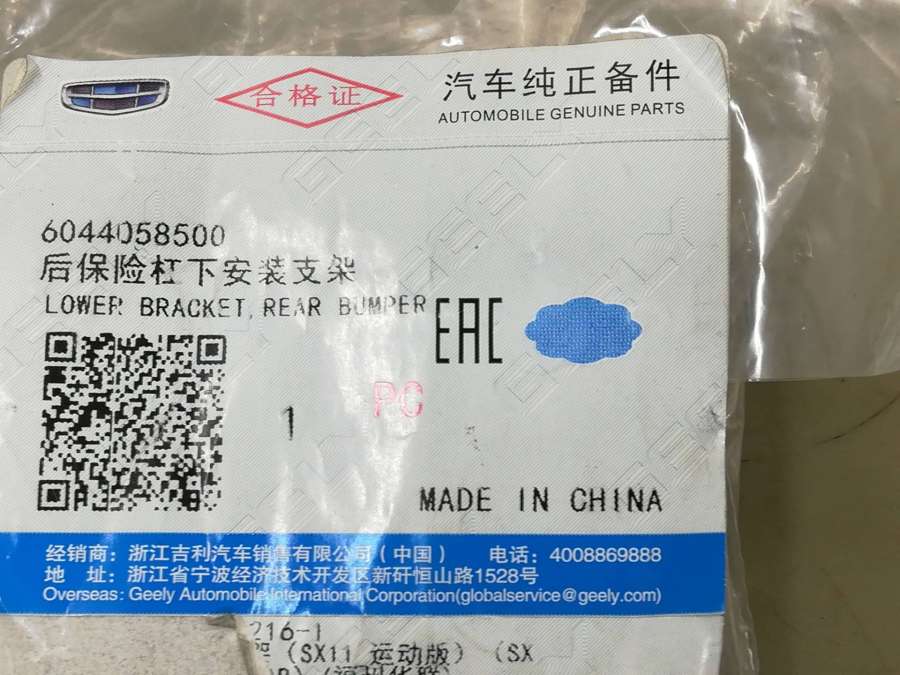 合格证
汽车纯正备件
AUTOMOBILE GENUINE PARTS
6044058500
后保险杠下安装支架
LOWER BRACKET,REAR BUMPER
EAC
1 PC
MADE IN CHINA
经销商：浙江吉利汽车销售有限公司（中国） 电话：4008869888
地 址：浙江省宁波经济技术开发区新矸恒山路1528号
Overseas: Geely Automobile International Corporation(globalservice@geely.com)
216-1
架（SX11 运动版）（SX